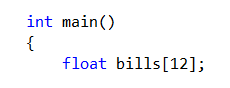 int main()
{
    float bills[12];